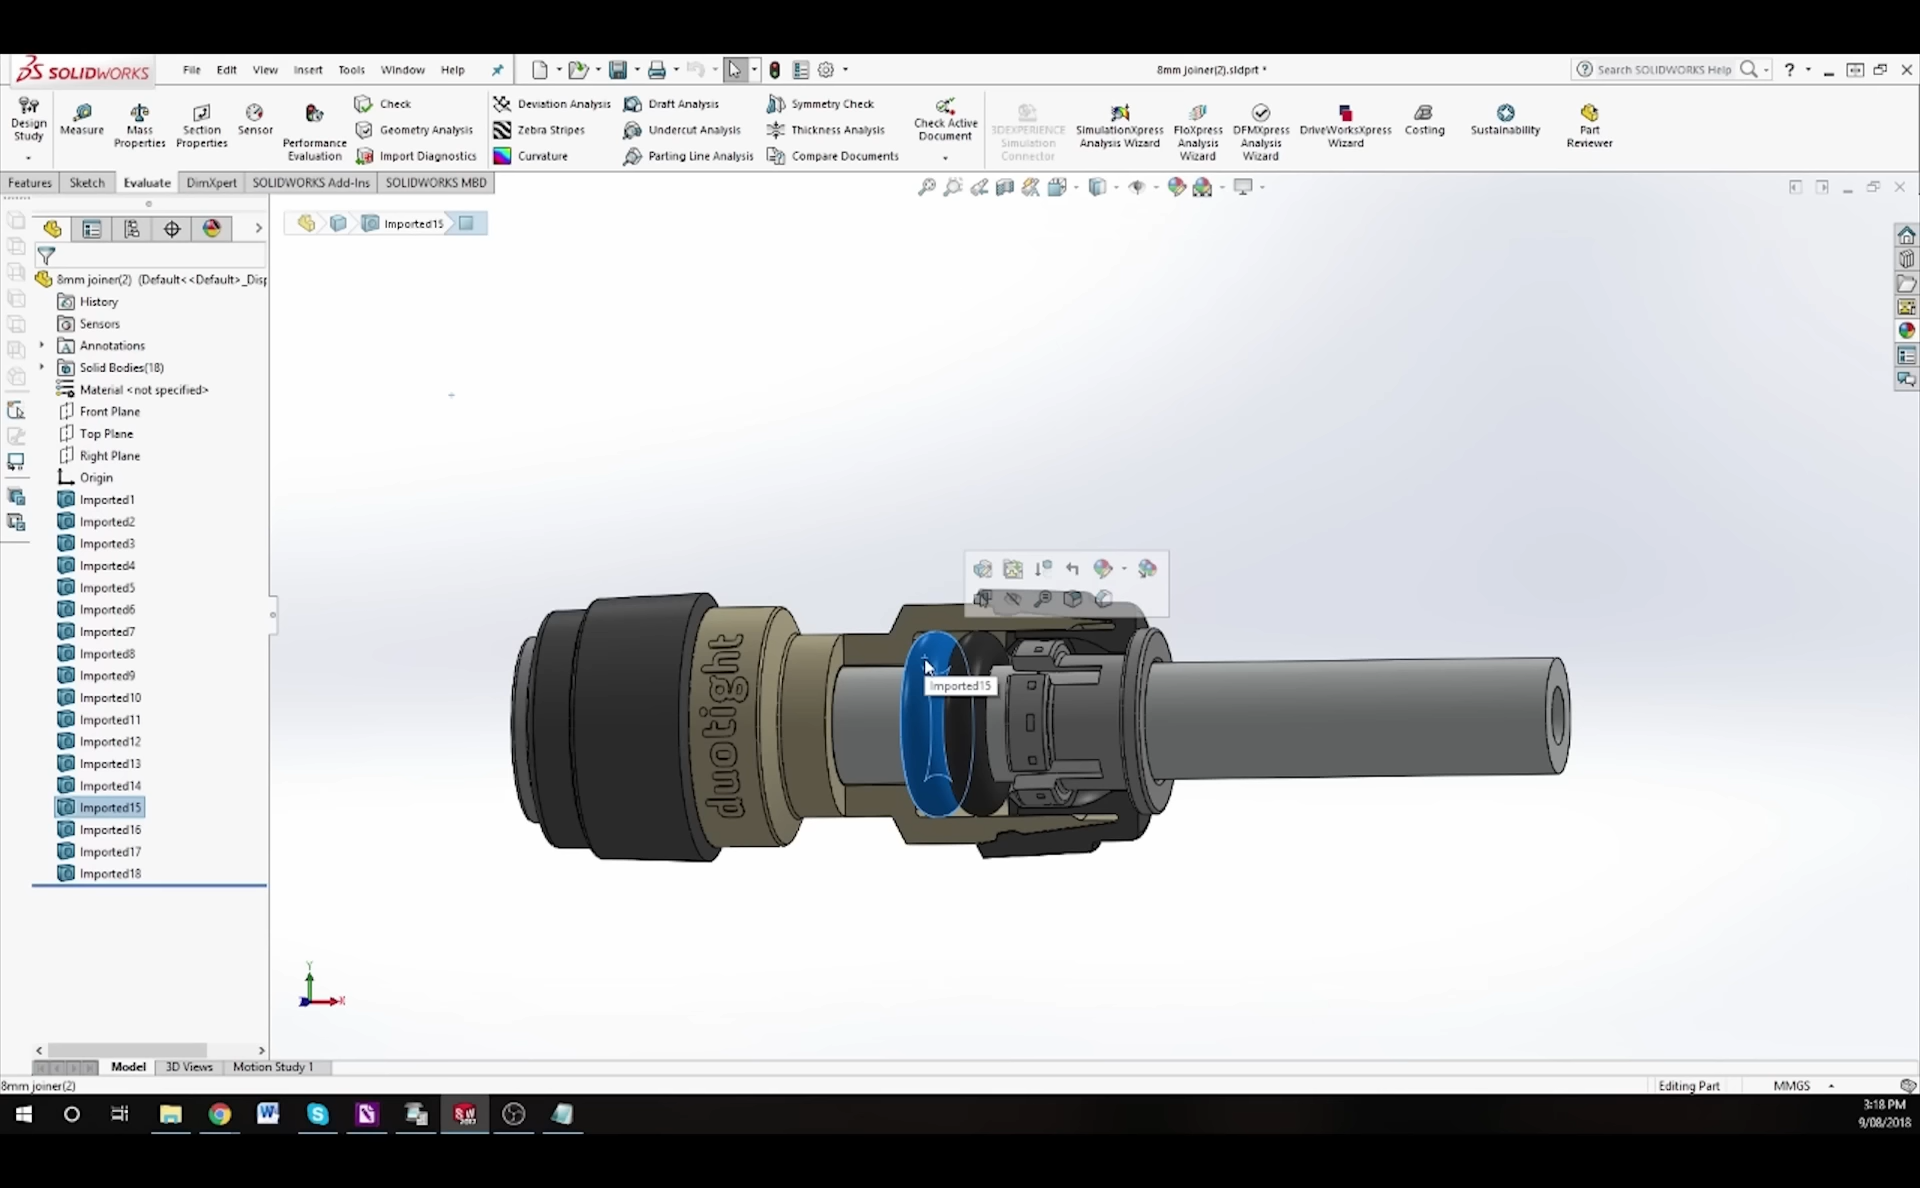 SOLIDWORKS
File Edit View Insert Tools Window Help
8mm joiner(2).sldprt *
Search SOLIDWORKS Help
?
Design Study
Measure
Mass Properties
Section Properties
Sensor
Performance Evaluation
Check
Geometry Analysis
Import Diagnostics
Deviation Analysis
Zebra Stripes
Curvature
Draft Analysis
Undercut Analysis
Parting Line Analysis
Symmetry Check
Thickness Analysis
Compare Documents
Check Active Document
3DEXPERIENCE Simulation Connector
SimulationXpress Analysis Wizard
FloXpress Analysis Wizard
DFMXpress Analysis Wizard
DriveWorksXpress Wizard
Costing
Sustainability
Part Reviewer
Features Sketch Evaluate DimXpert SOLIDWORKS Add-Ins SOLIDWORKS MBD
Imported15
8mm joiner(2) (Default<<Default>_Disp
History
Sensors
Annotations
Solid Bodies(18)
Material <not specified>
Front Plane
Top Plane
Right Plane
Origin
Imported1
Imported2
Imported3
Imported4
Imported5
Imported6
Imported7
Imported8
Imported9
Imported10
Imported11
Imported12
Imported13
Imported14
Imported15
Imported16
Imported17
Imported18
duotight
Imported15
Y
X
Model 3D Views Motion Study 1
8mm joiner(2)
Editing Part
MMGS
3:18 PM
9/08/2018